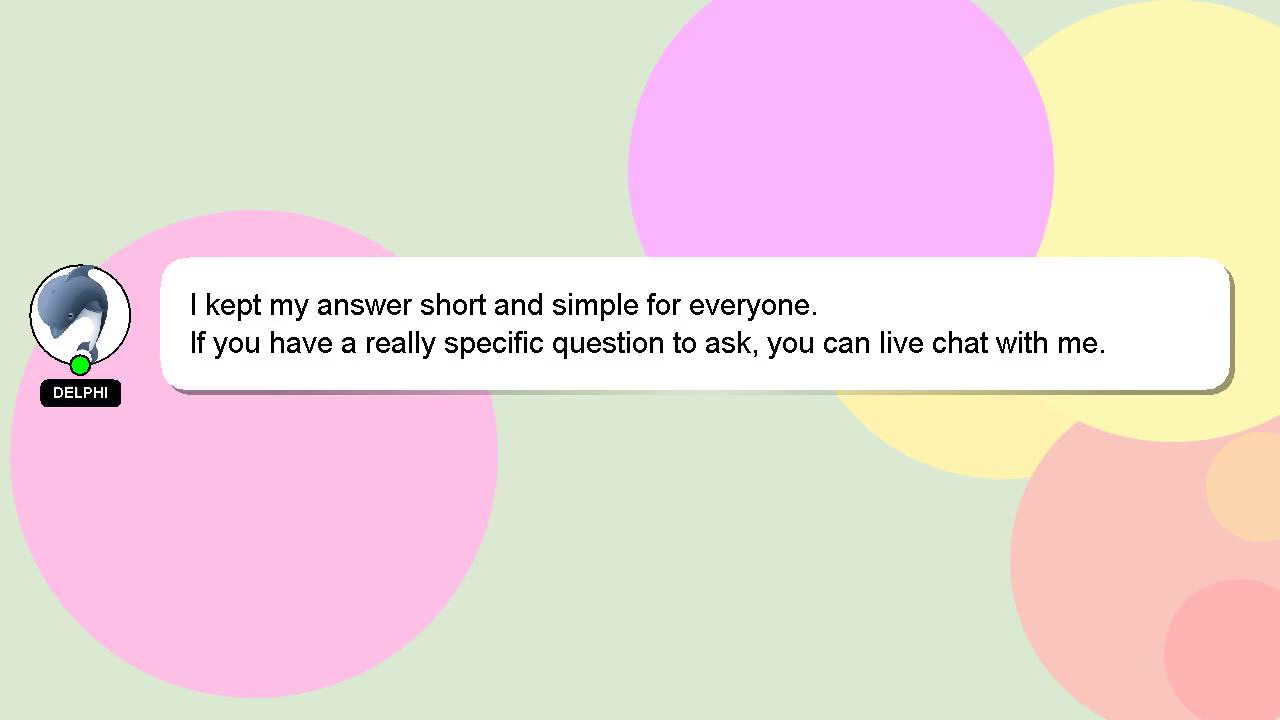 I kept my answer short and simple for everyone.
If you have a really specific question to ask, you can live chat with me.
DELPHI